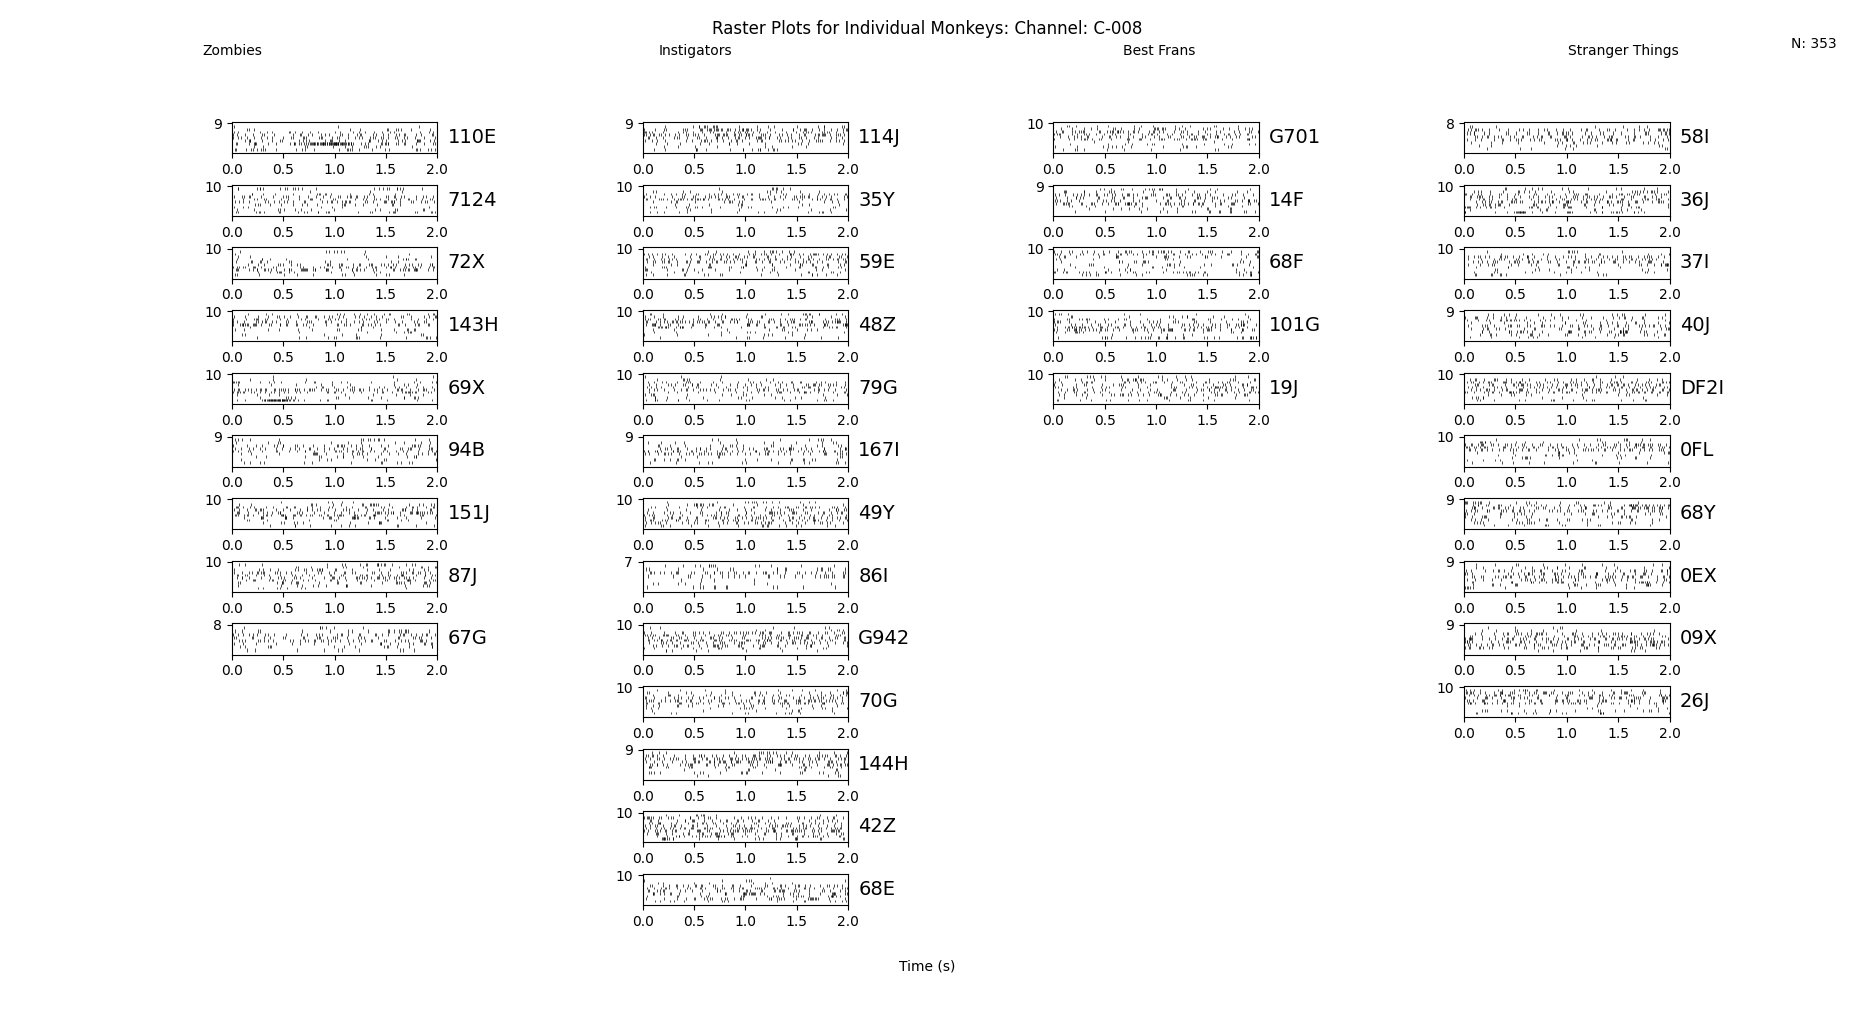 Raster Plots for Individual Monkeys: Channel: C-008
Zombies Instigators Best Frans Stranger Things N: 353
9 110E 9 114J 10 G701 8 58I
0.0 0.5 1.0 1.5 2.0 0.0 0.5 1.0 1.5 2.0 0.0 0.5 1.0 1.5 2.0 0.0 0.5 1.0 1.5 2.0
10 7124 10 35Y 9 14F 10 36J
0.0 0.5 1.0 1.5 2.0 0.0 0.5 1.0 1.5 2.0 0.0 0.5 1.0 1.5 2.0 0.0 0.5 1.0 1.5 2.0
10 72X 10 59E 10 68F 10 37I
0.0 0.5 1.0 1.5 2.0 0.0 0.5 1.0 1.5 2.0 0.0 0.5 1.0 1.5 2.0 0.0 0.5 1.0 1.5 2.0
10 143H 10 48Z 10 101G 9 40J
0.0 0.5 1.0 1.5 2.0 0.0 0.5 1.0 1.5 2.0 0.0 0.5 1.0 1.5 2.0 0.0 0.5 1.0 1.5 2.0
10 69X 10 79G 10 19J 10 DF2I
0.0 0.5 1.0 1.5 2.0 0.0 0.5 1.0 1.5 2.0 0.0 0.5 1.0 1.5 2.0 0.0 0.5 1.0 1.5 2.0
9 94B 9 167I 10 0FL
0.0 0.5 1.0 1.5 2.0 0.0 0.5 1.0 1.5 2.0 0.0 0.5 1.0 1.5 2.0
10 151J 10 49Y 9 68Y
0.0 0.5 1.0 1.5 2.0 0.0 0.5 1.0 1.5 2.0 0.0 0.5 1.0 1.5 2.0
10 87J 7 86I 9 0EX
0.0 0.5 1.0 1.5 2.0 0.0 0.5 1.0 1.5 2.0 0.0 0.5 1.0 1.5 2.0
8 67G 10 G942 9 09X
0.0 0.5 1.0 1.5 2.0 0.0 0.5 1.0 1.5 2.0 0.0 0.5 1.0 1.5 2.0
10 70G 10 26J
0.0 0.5 1.0 1.5 2.0 0.0 0.5 1.0 1.5 2.0
9 144H
0.0 0.5 1.0 1.5 2.0
10 42Z
0.0 0.5 1.0 1.5 2.0
10 68E
0.0 0.5 1.0 1.5 2.0
Time (s)